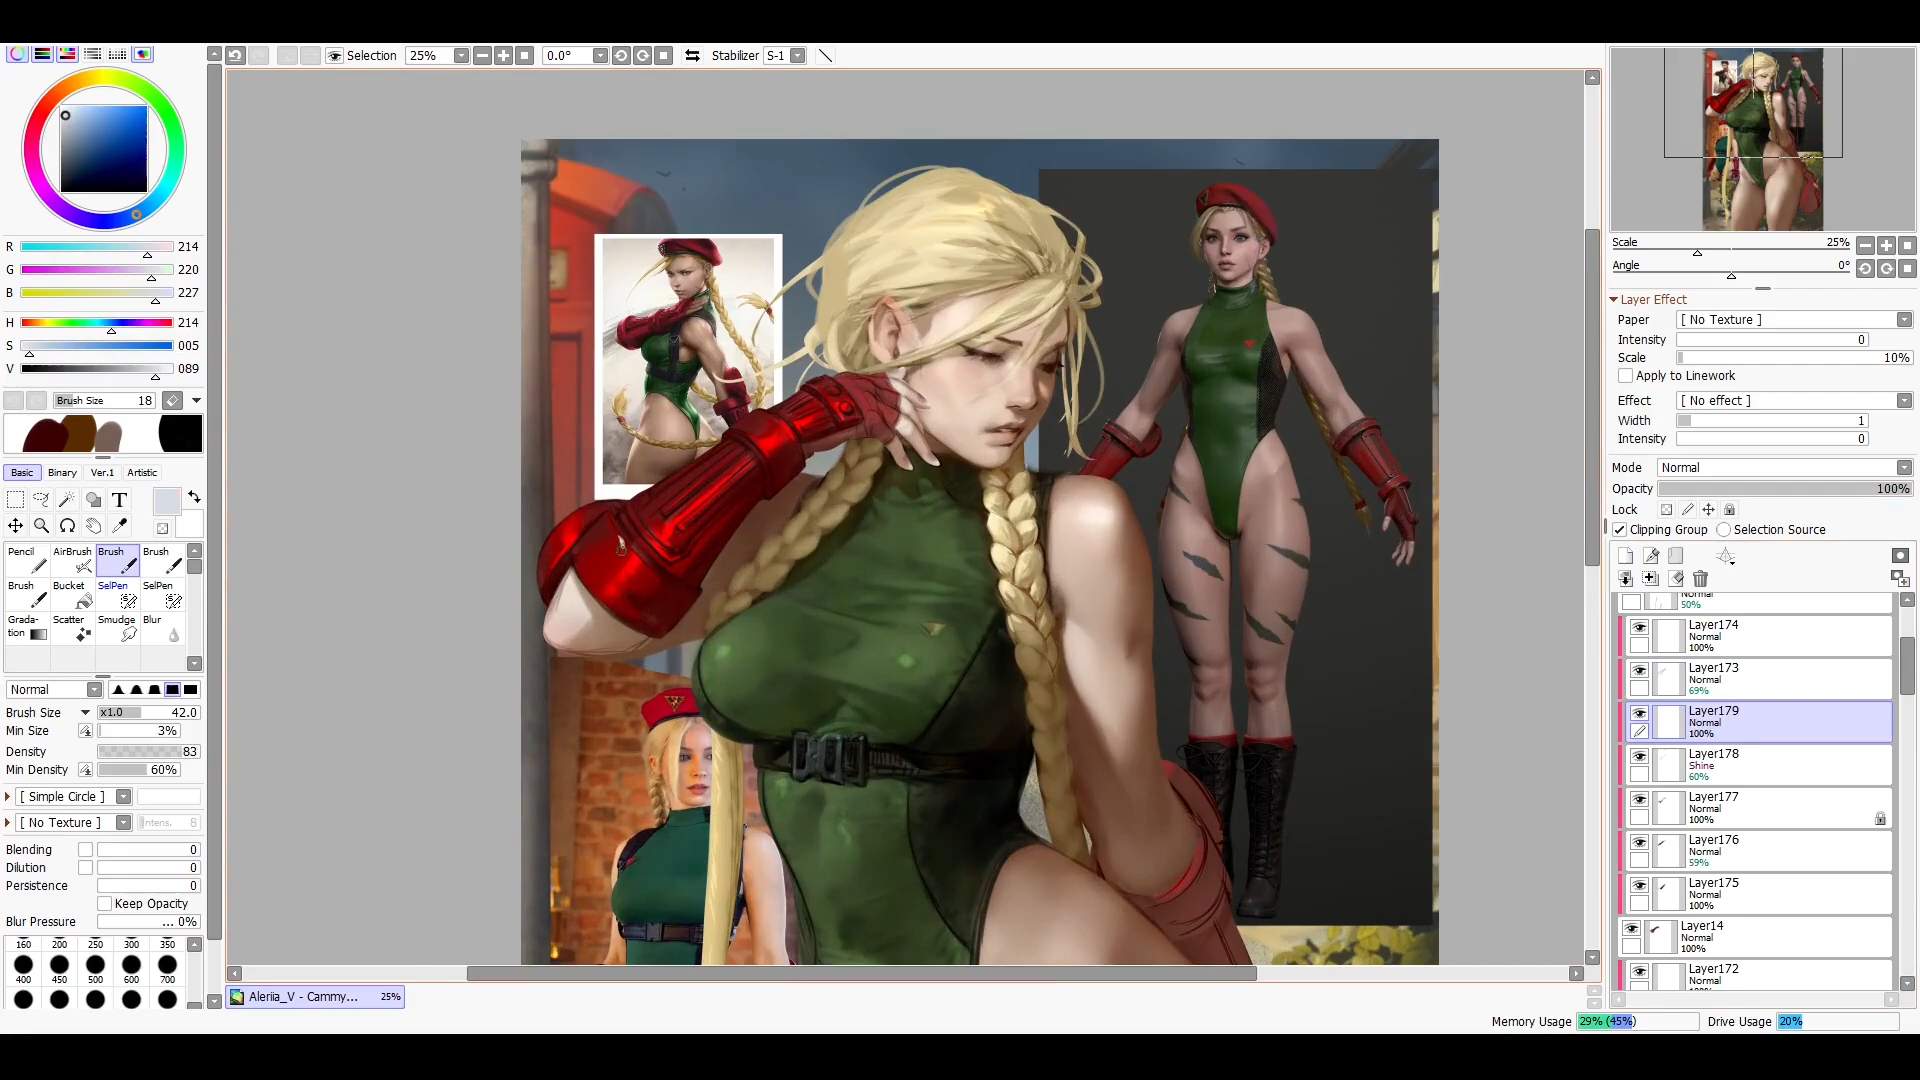 Selection 25% 0.0° Stabilizer S-1
R 214
G 220
B 227
H 214
S 005
V 089
Brush Size 18
Basic Binary Ver.1 Artistic
T
Pencil AirBrush Brush Brush
Brush Bucket SelPen SelPen
Grada-tion Scatter Smudge Blur
Normal
Brush Size x1.0 42.0
Min Size 3%
Density 83
Min Density 60%
[ Simple Circle ]
[ No Texture ] Intens. 8
Blending 0
Dilution 0
Persistence 0
Keep Opacity
Blur Pressure ... 0%
160 200 250 300 350
400 450 500 600 700
Aleriia_V - Cammy... 25%
Scale 25%
Angle 0°
Layer Effect
Paper [ No Texture ]
Intensity 0
Scale 10%
Apply to Linework
Effect [ No effect ]
Width 1
Intensity 0
Mode Normal
Opacity 100%
Lock
Clipping Group Selection Source
Normal
50%
Layer174
Normal
100%
Layer173
Normal
69%
Layer179
Normal
100%
Layer178
Shine
60%
Layer177
Normal
100%
Layer176
Normal
59%
Layer175
Normal
100%
Layer14
Normal
100%
Layer172
Normal
100%
Memory Usage 29% (45%) Drive Usage 20%